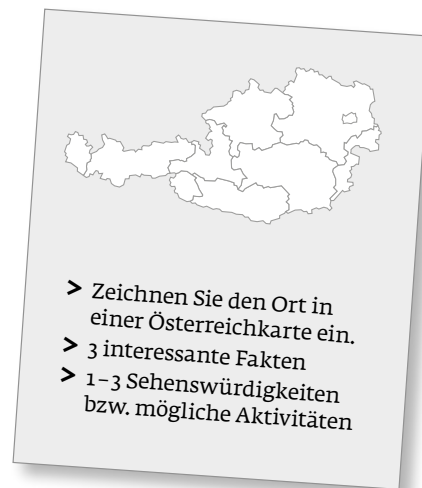 > Zeichnen Sie den Ort in
einer Österreichkarte ein.
> 3 interessante Fakten
> 1–3 Sehenswürdigkeiten
bzw. mögliche Aktivitäten